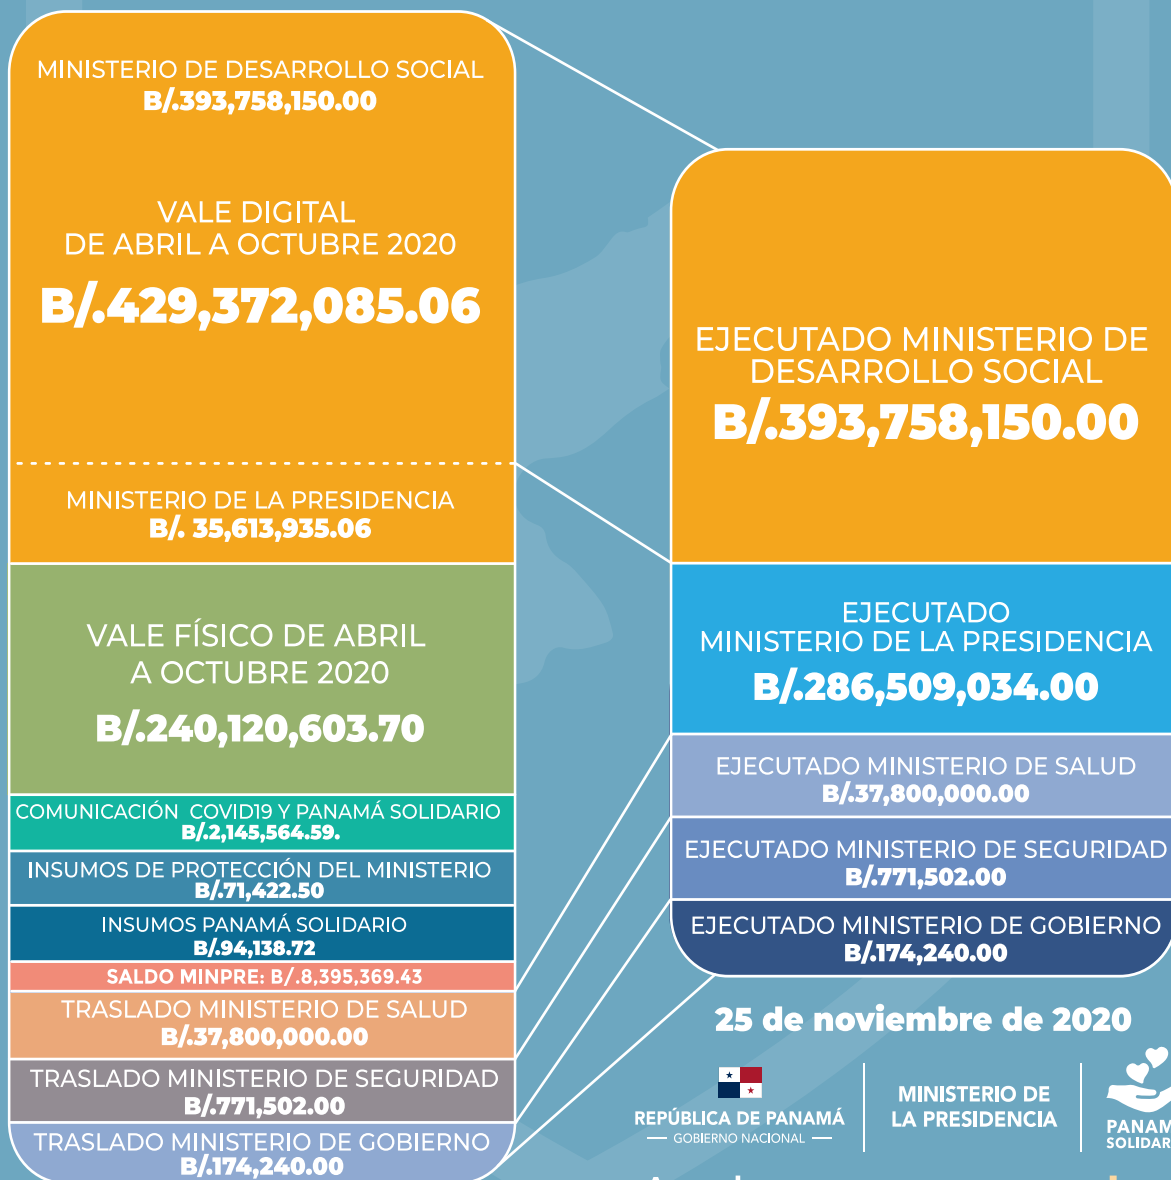 MINISTERIO DE DESARROLLO SOCIAL
B/.393,758,150.00
VALE DIGITAL
DE ABRIL A OCTUBRE 2020
B/.429,372,085.06
MINISTERIO DE LA PRESIDENCIA
B/. 35,613,935.06
VALE FÍSICO DE ABRIL
A OCTUBRE 2020
B/.240,120,603.70
COMUNICACIÓN COVID19 Y PANAMÁ SOLIDARIO
B/.2,145,564.59.
INSUMOS DE PROTECCIÓN DEL MINISTERIO
B/.71,422.50
INSUMOS PANAMÁ SOLIDARIO
B/.94,138.72
SALDO MINPRE: B/.8,395,369.43
TRASLADO MINISTERIO DE SALUD
B/.37,800,000.00
TRASLADO MINISTERIO DE SEGURIDAD
B/.771,502.00
TRASLADO MINISTERIO DE GOBIERNO
B/.174,240.00
EJECUTADO MINISTERIO DE
DESARROLLO SOCIAL
B/.393,758,150.00
EJECUTADO
MINISTERIO DE LA PRESIDENCIA
B/.286,509,034.00
EJECUTADO MINISTERIO DE SALUD
B/.37,800,000.00
EJECUTADO MINISTERIO DE SEGURIDAD
B/.771,502.00
EJECUTADO MINISTERIO DE GOBIERNO
B/.174,240.00
25 de noviembre de 2020
REPÚBLICA DE PANAMÁ
GOBIERNO NACIONAL
MINISTERIO DE
LA PRESIDENCIA
PANAM
SOLIDAR